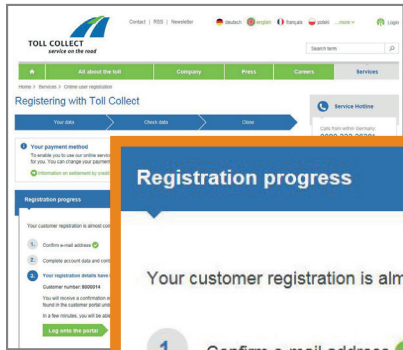 Contact | RSS | Newsletter
deutsch english français polski ...more Login
TOLL COLLECT
service on the road
Search term
All about the toll Company Press Careers Services
Home Services Online user registration
Registering with Toll Collect
Service Hotline
Your data Check data Close
Calls from within Germany:
Your payment method
To enable you to use our online servic
for you. You can change your payment
Information on settlement by credit
Registration progress
Your customer registration is almost com
1. Confirm e-mail address
2. Complete account data and cont
3. Your registration details have
Customer number:
You will receive a confirmation e
found in the customer portal und
In a few minutes, you will be able
Log onto the portal
Registration progress
Your customer registration is alm
1 Confirm e-mail address